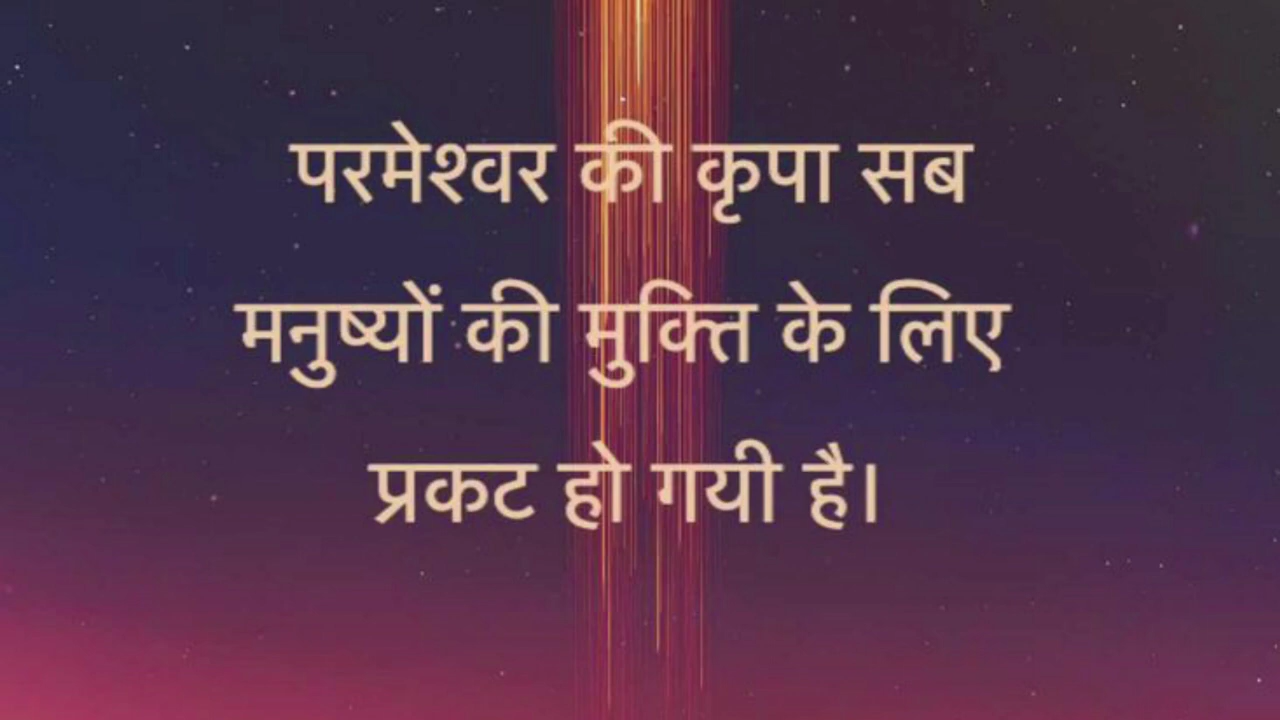 परमेश्वर की कृपा सब
मनुष्यों की मुक्ति के लिए
प्रकट हो गयी है।